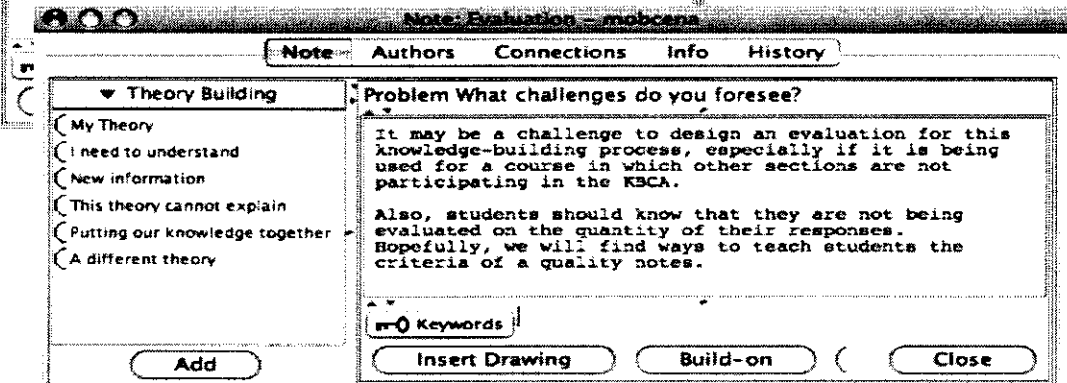 Note: Evaluation – mobcena
Note Authors Connections Info History
Theory Building
My Theory
I need to understand
New information
This theory cannot explain
Putting our knowledge together
A different theory
Add
Problem What challenges do you foresee?
It may be a challenge to design an evaluation for this
knowledge-building process, especially if it is being
used for a course in which other sections are not
participating in the KBCA.
Also, students should know that they are not being
evaluated on the quantity of their responses.
Hopefully, we will find ways to teach students the
criteria of a quality notes.
Keywords
Insert Drawing Build-on Close